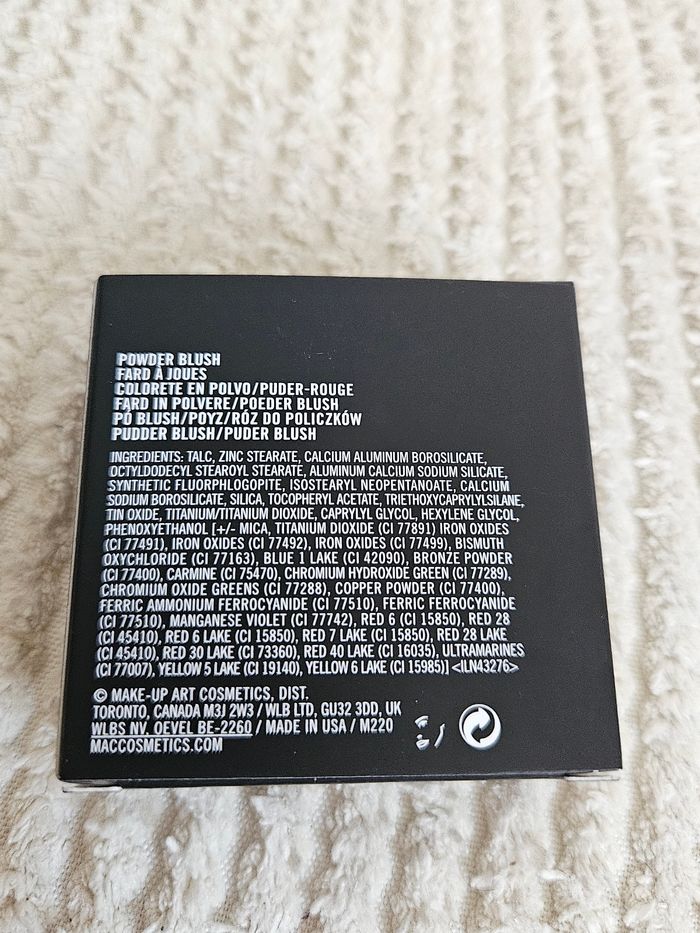 POWDER BLUSH
FARD À JOUES
COLORETE EN POLVO/PUDER-ROUGE
FARD IN POLVERE/POEDER BLUSH
PÓ BLUSH/POYZ/RÓŻ DO POLICZKÓW
PUDDER BLUSH/PUDER BLUSH
INGREDIENTS: TALC, ZINC STEARATE, CALCIUM ALUMINUM BOROSILICATE,
OCTYLDODECYL STEAROYL STEARATE, ALUMINUM CALCIUM SODIUM SILICATE,
SYNTHETIC FLUORPHLOGOPITE, ISOSTEARYL NEOPENTANOATE, CALCIUM
SODIUM BOROSILICATE, SILICA, TOCOPHERYL ACETATE, TRIETHOXYCAPRYLYLSILANE,
TIN OXIDE, TITANIUM/TITANIUM DIOXIDE, CAPRYLYL GLYCOL, HEXYLENE GLYCOL,
PHENOXYETHANOL [+/- MICA, TITANIUM DIOXIDE (CI 77891) IRON OXIDES
(CI 77491), IRON OXIDES (CI 77492), IRON OXIDES (CI 77499), BISMUTH
OXYCHLORIDE (CI 77163), BLUE 1 LAKE (CI 42090), BRONZE POWDER
(CI 77400), CARMINE (CI 75470), CHROMIUM HYDROXIDE GREEN (CI 77289),
CHROMIUM OXIDE GREENS (CI 77288), COPPER POWDER (CI 77400),
FERRIC AMMONIUM FERROCYANIDE (CI 77510), FERRIC FERROCYANIDE
(CI 77510), MANGANESE VIOLET (CI 77742), RED 6 (CI 15850), RED 28
(CI 45410), RED 6 LAKE (CI 15850), RED 7 LAKE (CI 15850), RED 28 LAKE
(CI 45410), RED 30 LAKE (CI 73360), RED 40 LAKE (CI 16035), ULTRAMARINES
(CI 77007), YELLOW 5 LAKE (CI 19140), YELLOW 6 LAKE (CI 15985)] <ILN43276>
© MAKE-UP ART COSMETICS, DIST.
TORONTO, CANADA M3J 2W3 / WLB LTD, GU32 3DD, UK
WLBS NV, OEVEL BE-2260 / MADE IN USA / M220
MACCOSMETICS.COM